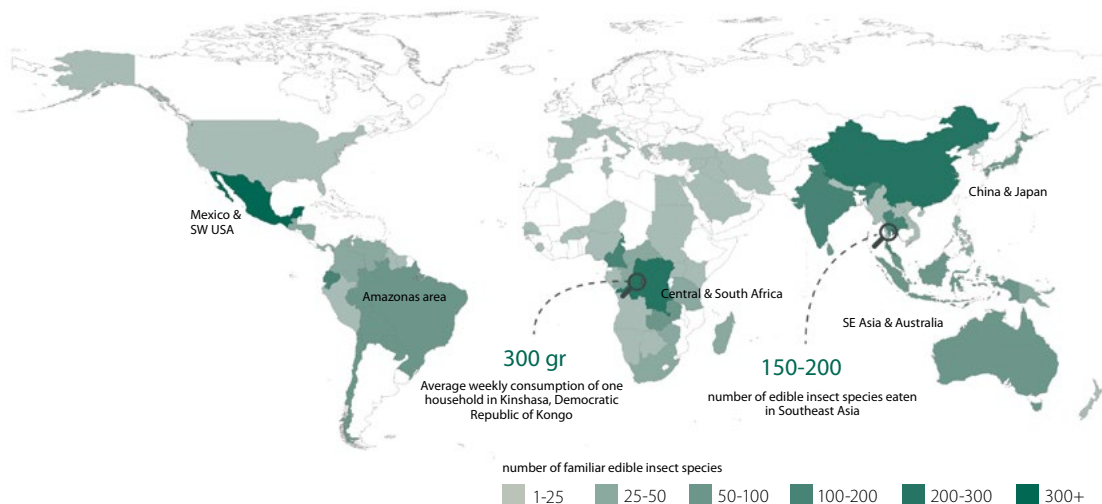 China & Japan
Mexico &
SW USA
Amazonas area
Central & South Africa
SE Asia & Australia
300 gr
Average weekly consumption of one
household in Kinshasa, Democratic
Republic of Kongo
150-200
number of edible insect species eaten
in Southeast Asia
number of familiar edible insect species
1-25 25-50 50-100 100-200 200-300 300+